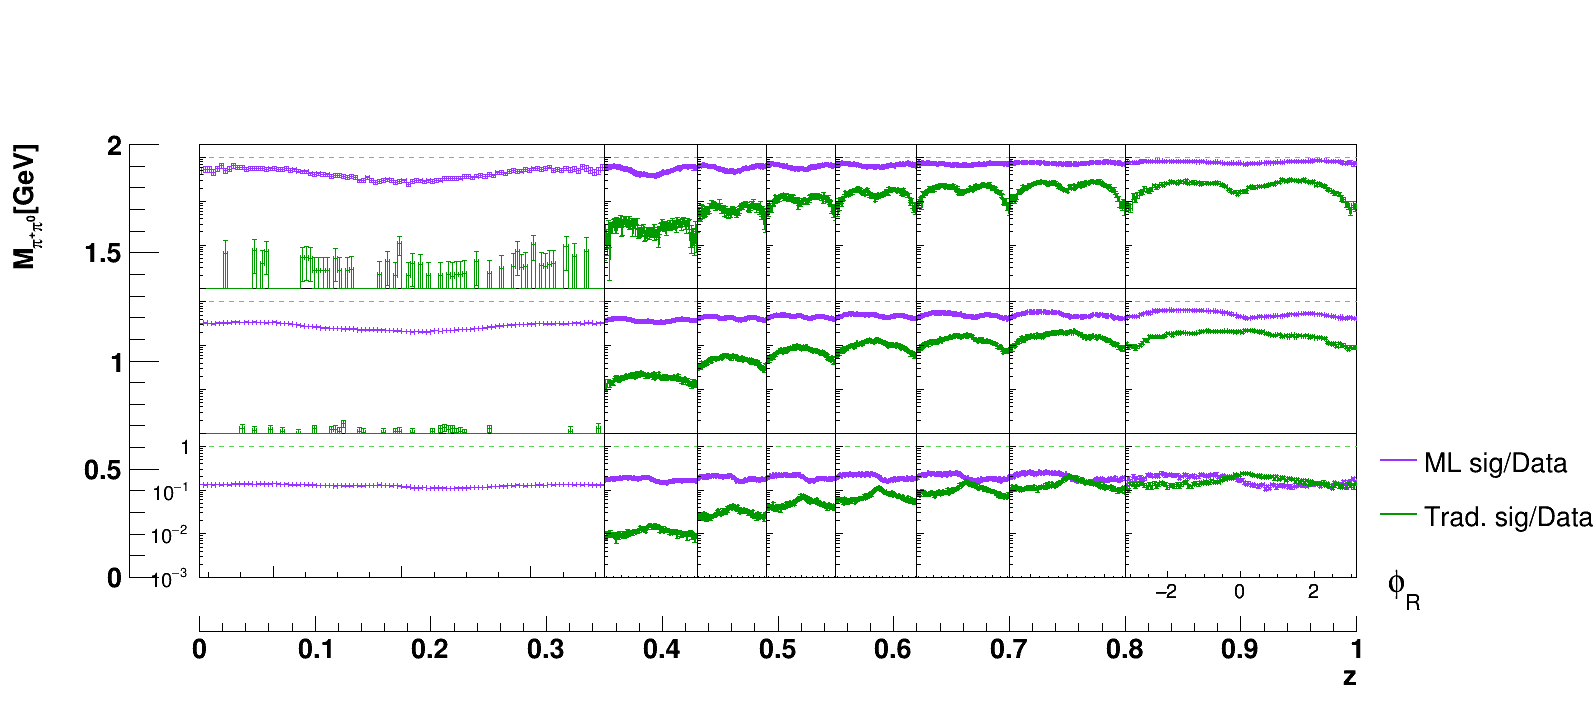 M_{π⁺π⁰}[GeV]
2
1.5
1
0.5
0
1
10⁻¹
10⁻²
10⁻³
ML sig/Data
Trad. sig/Data
−2 0 2
ϕ_R
0 0.1 0.2 0.3 0.4 0.5 0.6 0.7 0.8 0.9 1
z